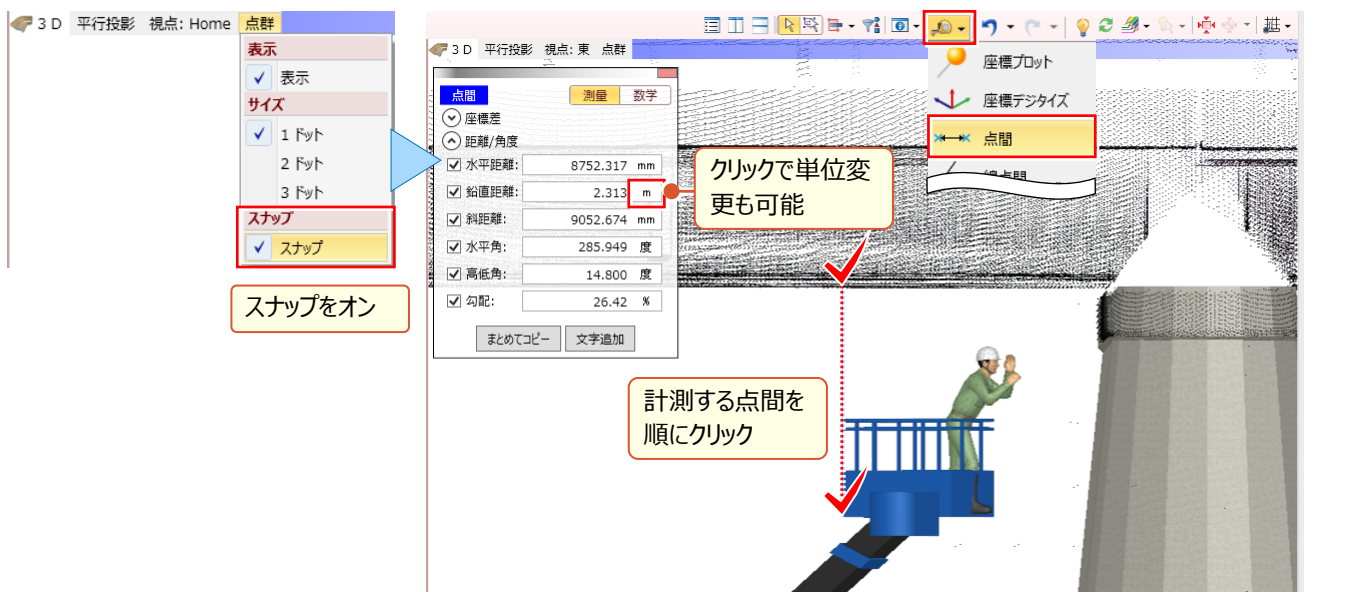 3D 平行投影 視点: Home 点群
表示
表示
サイズ
1 ドット
2 ドット
3 ドット
スナップ
スナップ
スナップをオン
3D 平行投影 視点: 東 点群
点間
測量 数学
座標差
距離/角度
水平距離: 8752.317 mm
鉛直距離: 2.313 m
斜距離: 9052.674 mm
水平角: 285.949 度
高低角: 14.800 度
勾配: 26.42 %
まとめてコピー 文字追加
クリックで単位変
更も可能
座標プロット
座標デジタイズ
点間
計測する点間を
順にクリック